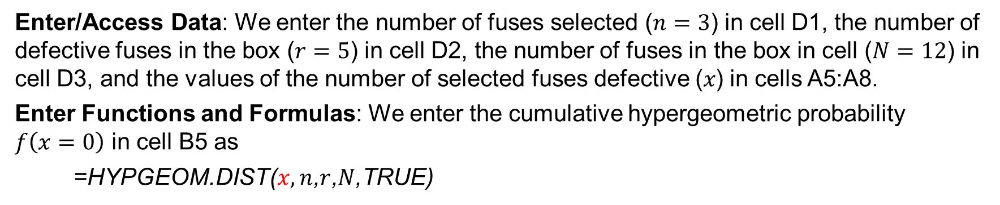 Enter/Access Data: We enter the number of fuses selected (n = 3) in cell D1, the number of
defective fuses in the box (r = 5) in cell D2, the number of fuses in the box in cell (N = 12) in
cell D3, and the values of the number of selected fuses defective (x) in cells A5:A8.
Enter Functions and Formulas: We enter the cumulative hypergeometric probability
f(x = 0) in cell B5 as
=HYPGEOM.DIST(x,n,r,N,TRUE)